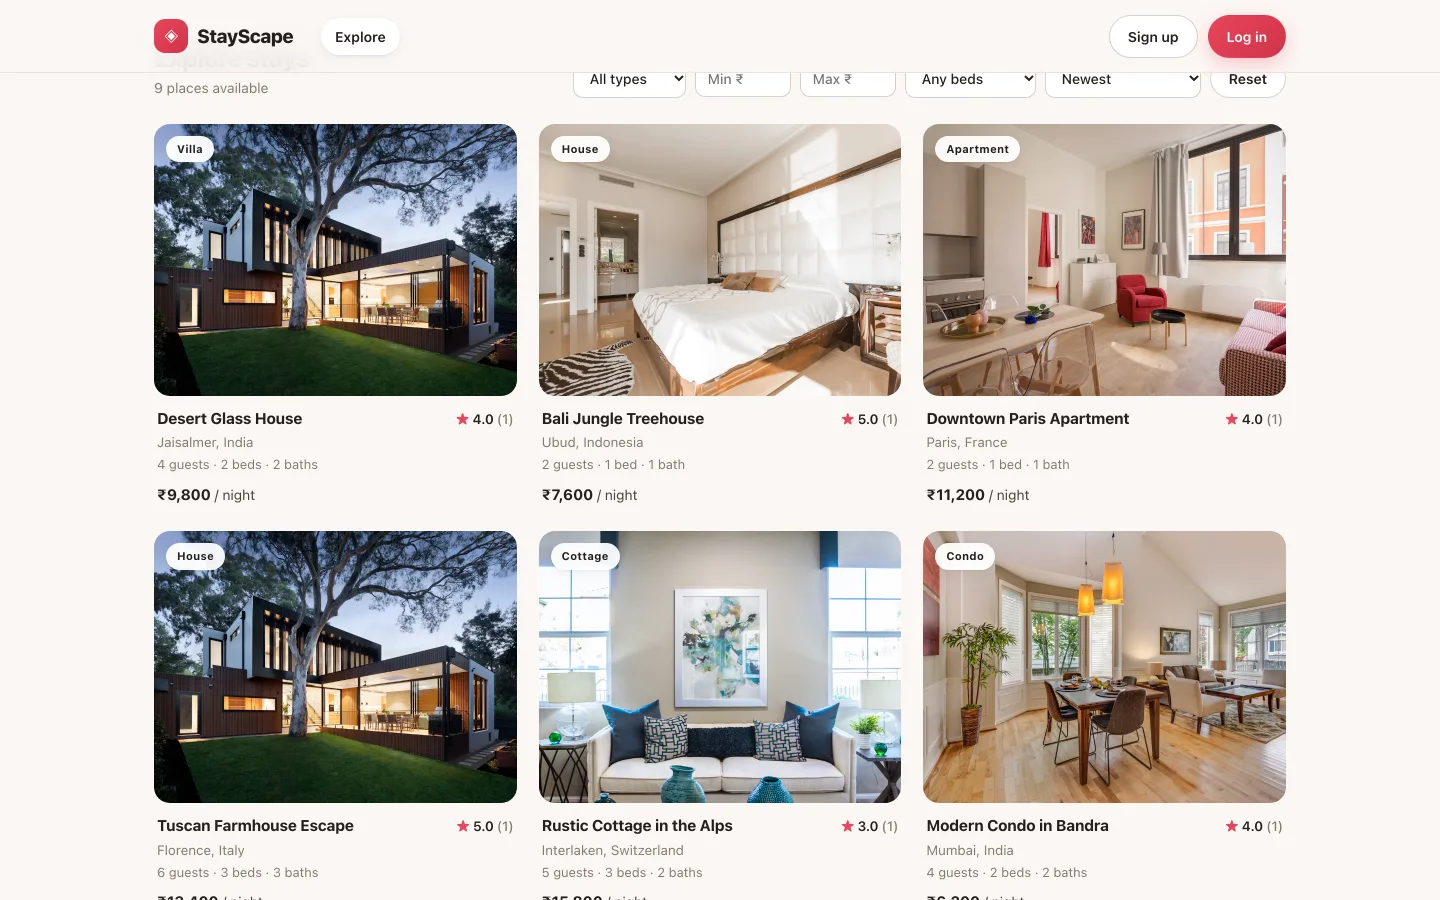 StayScape
Explore
Sign up
Log in
Explore stays
9 places available
All types
Min ₹
Max ₹
Any beds
Newest
Reset
Villa
House
Apartment
Desert Glass House
4.0 (1)
Jaisalmer, India
4 guests · 2 beds · 2 baths
₹9,800 / night
Bali Jungle Treehouse
5.0 (1)
Ubud, Indonesia
2 guests · 1 bed · 1 bath
₹7,600 / night
Downtown Paris Apartment
4.0 (1)
Paris, France
2 guests · 1 bed · 1 bath
₹11,200 / night
House
Cottage
Condo
Tuscan Farmhouse Escape
5.0 (1)
Florence, Italy
6 guests · 3 beds · 3 baths
Rustic Cottage in the Alps
3.0 (1)
Interlaken, Switzerland
5 guests · 3 beds · 2 baths
Modern Condo in Bandra
4.0 (1)
Mumbai, India
4 guests · 2 beds · 2 baths